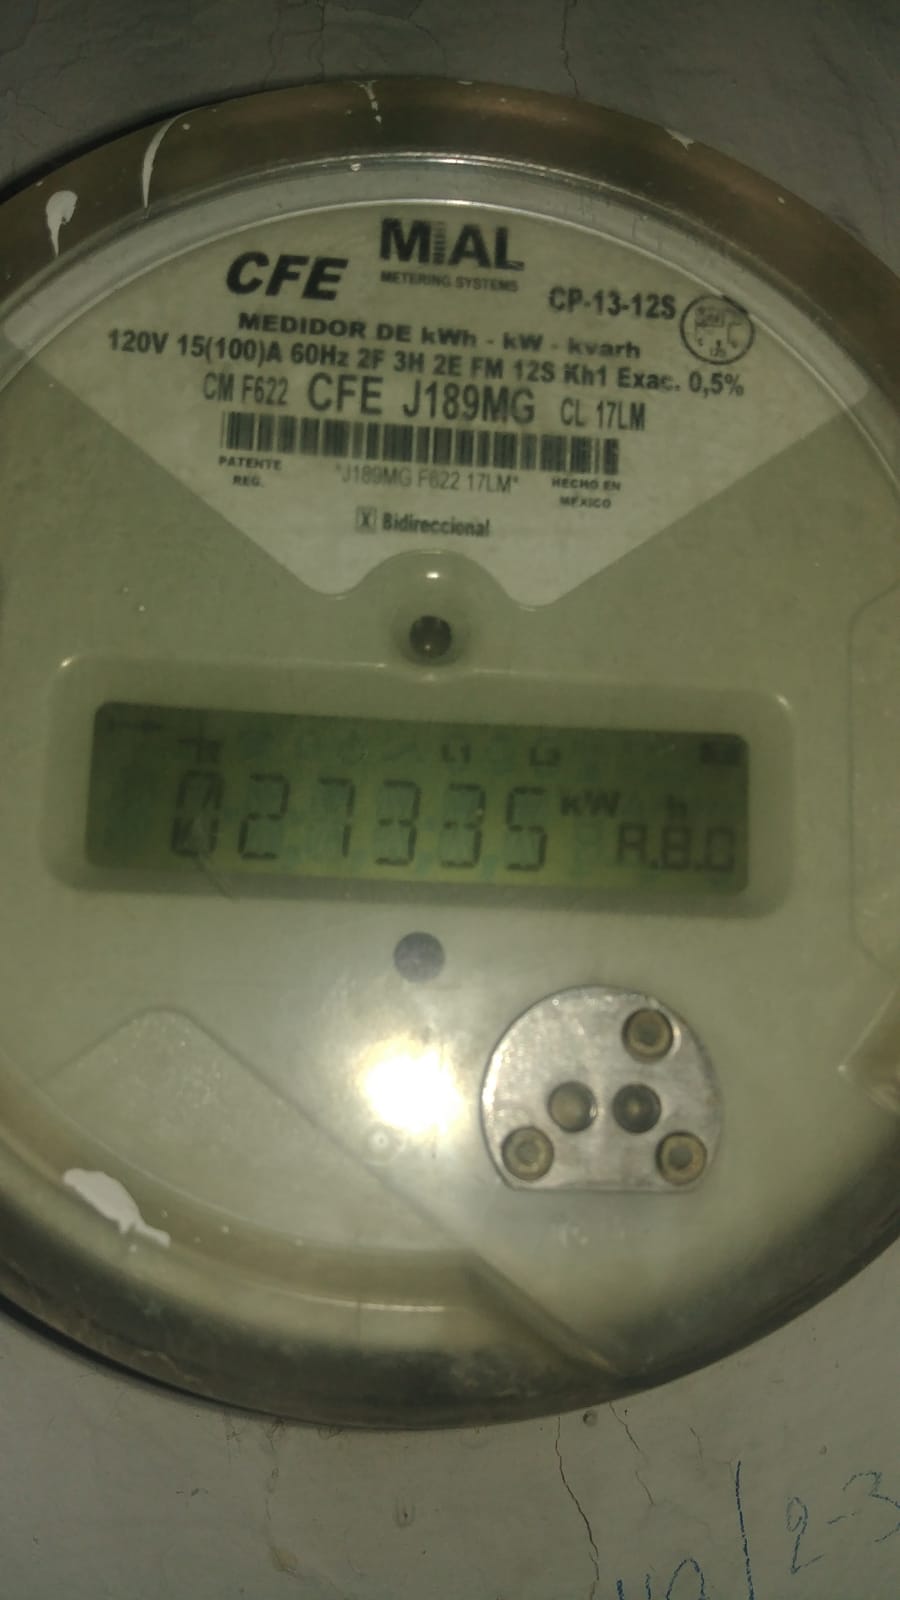 MIAL
METERING SYSTEMS
CFE
CP-13-12S
MEDIDOR DE kWh - kW - kvarh
120V 15(100)A 60Hz 2F 3H 2E FM 12S Kh1 Exac. 0,5%
CM F622 CFE J189MG CL 17LM
PATENTE REG.
*J189MG F622 17LM*
HECHO EN MÉXICO
X Bidireccional
L1 L2
027335 kW h
A.B.C
2-3